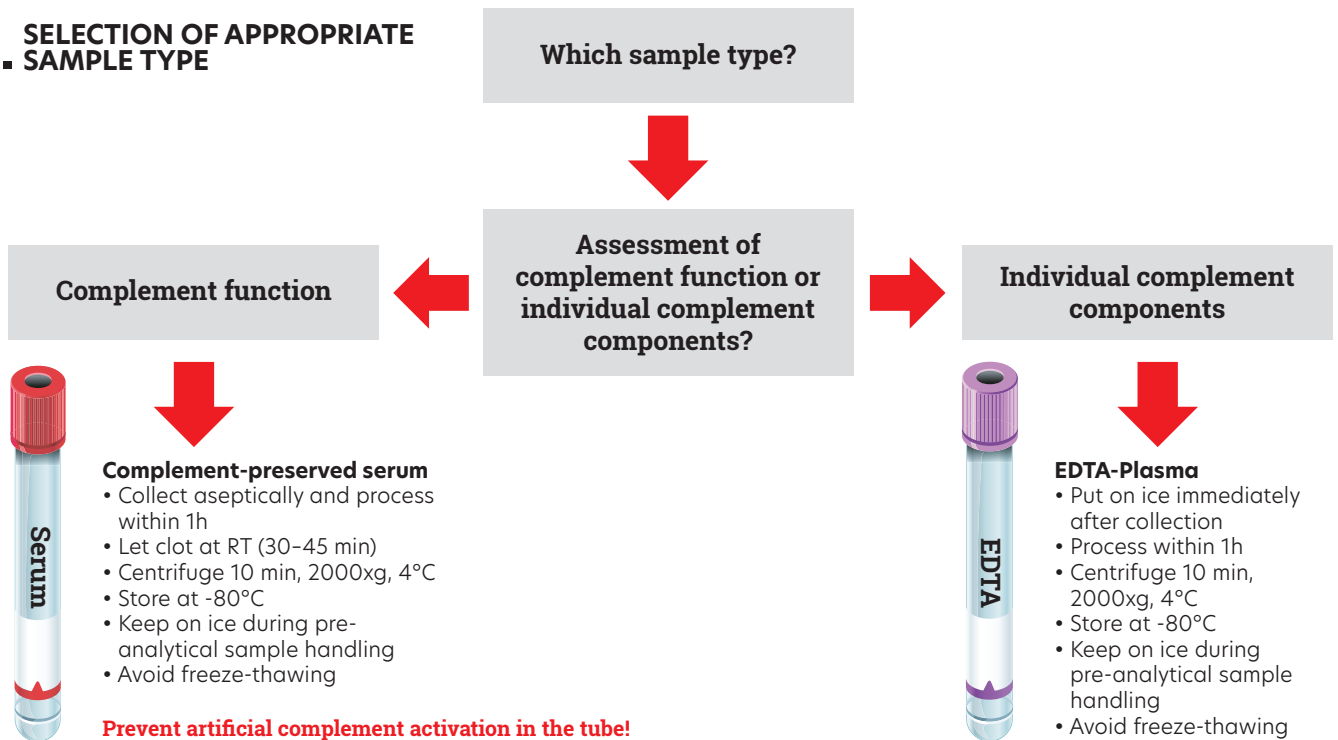 SELECTION OF APPROPRIATE
SAMPLE TYPE
Which sample type?
Assessment of
complement function or
individual complement
components?
Complement function
Individual complement
components
Serum
Complement-preserved serum
• Collect aseptically and process
within 1h
• Let clot at RT (30–45 min)
• Centrifuge 10 min, 2000xg, 4°C
• Store at -80°C
• Keep on ice during pre-
analytical sample handling
• Avoid freeze-thawing
Prevent artificial complement activation in the tube!
EDTA
EDTA-Plasma
• Put on ice immediately
after collection
• Process within 1h
• Centrifuge 10 min,
2000xg, 4°C
• Store at -80°C
• Keep on ice during
pre-analytical sample
handling
• Avoid freeze-thawing